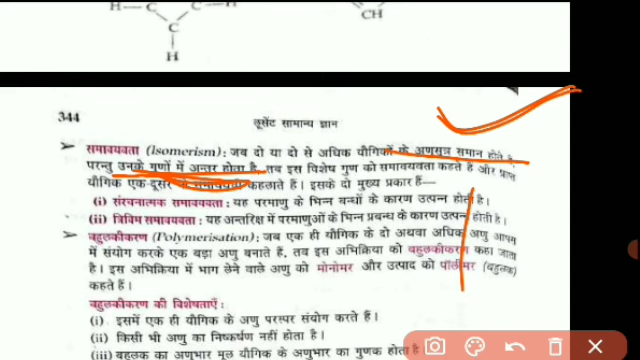 H— C C —H
C
H
CH
344
लूसेंट सामान्य ज्ञान
समावयवता (Isomerism) : जब दो या दो से अधिक यौगिकों के अणुसूत्र समान होते है,
परन्तु उनके गुणों में अन्तर होता है, तब इस विशेष गुण को समावयवता कहते है और प्राप्त
यौगिक एक-दूसरे के समावयवी कहलाते हैं। इसके दो मुख्य प्रकार हैं—
(i) संरचनात्मक समावयवता : यह परमाणु के भिन्न बन्धों के कारण उत्पन्न होती है।
(ii) त्रिविम समावयवता : यह अन्तरिक्ष में परमाणुओं के भिन्न प्रबन्ध के कारण उत्पन्न होती है।
बहुलकीकरण (Polymerisation) : जब एक ही यौगिक के दो अथवा अधिक अणु आपस
में संयोग करके एक बड़ा अणु बनाते हैं, तब इस अभिक्रिया को बहुलकीकरण कहा जाता
है। इस अभिक्रिया में भाग लेने वाले अणु को मोनोमर और उत्पाद को पॉलीमर (बहुलक)
कहते हैं।
बहुलकीकरण की विशेषताएँ :
(i) इसमें एक ही यौगिक के अणु परस्पर संयोग करते हैं।
(ii) किसी भी अणु का निष्कर्षण नहीं होता है।
(iii) बहुलक का अणुभार मूल यौगिक के अणुभार का गुणक होता है